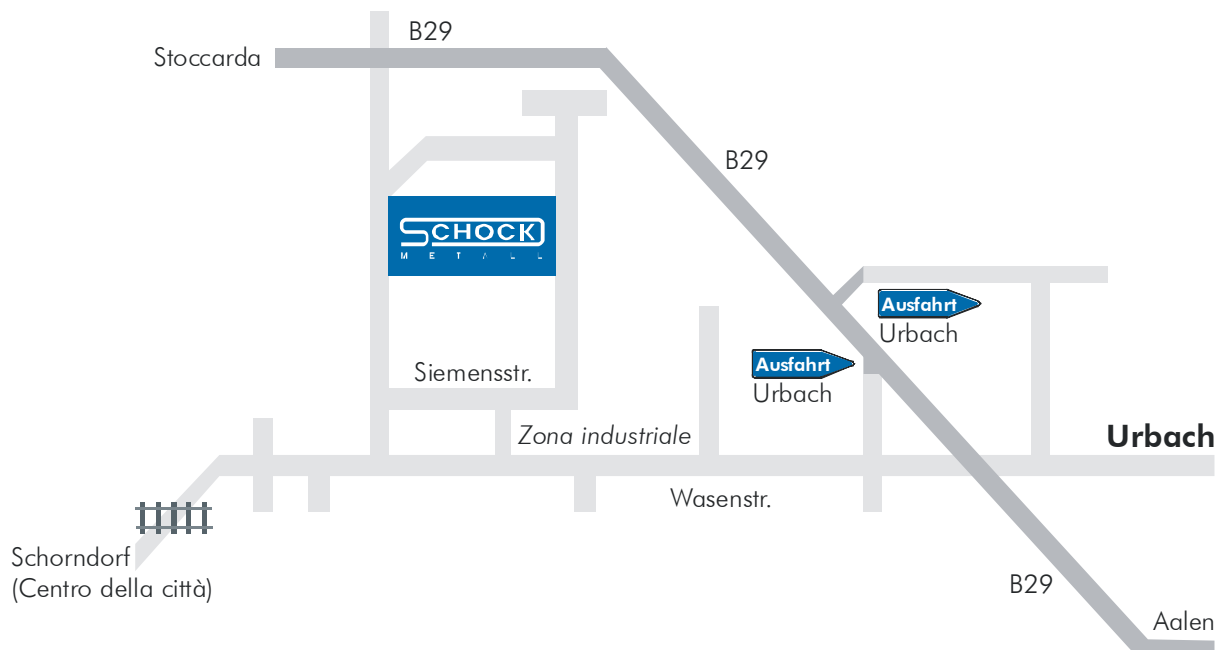 B29
Stoccarda
B29
SCHOCK
METALL
Ausfahrt
Urbach
Ausfahrt
Urbach
Siemensstr.
Zona industriale
Urbach
Wasenstr.
Schorndorf
(Centro della città)
B29
Aalen